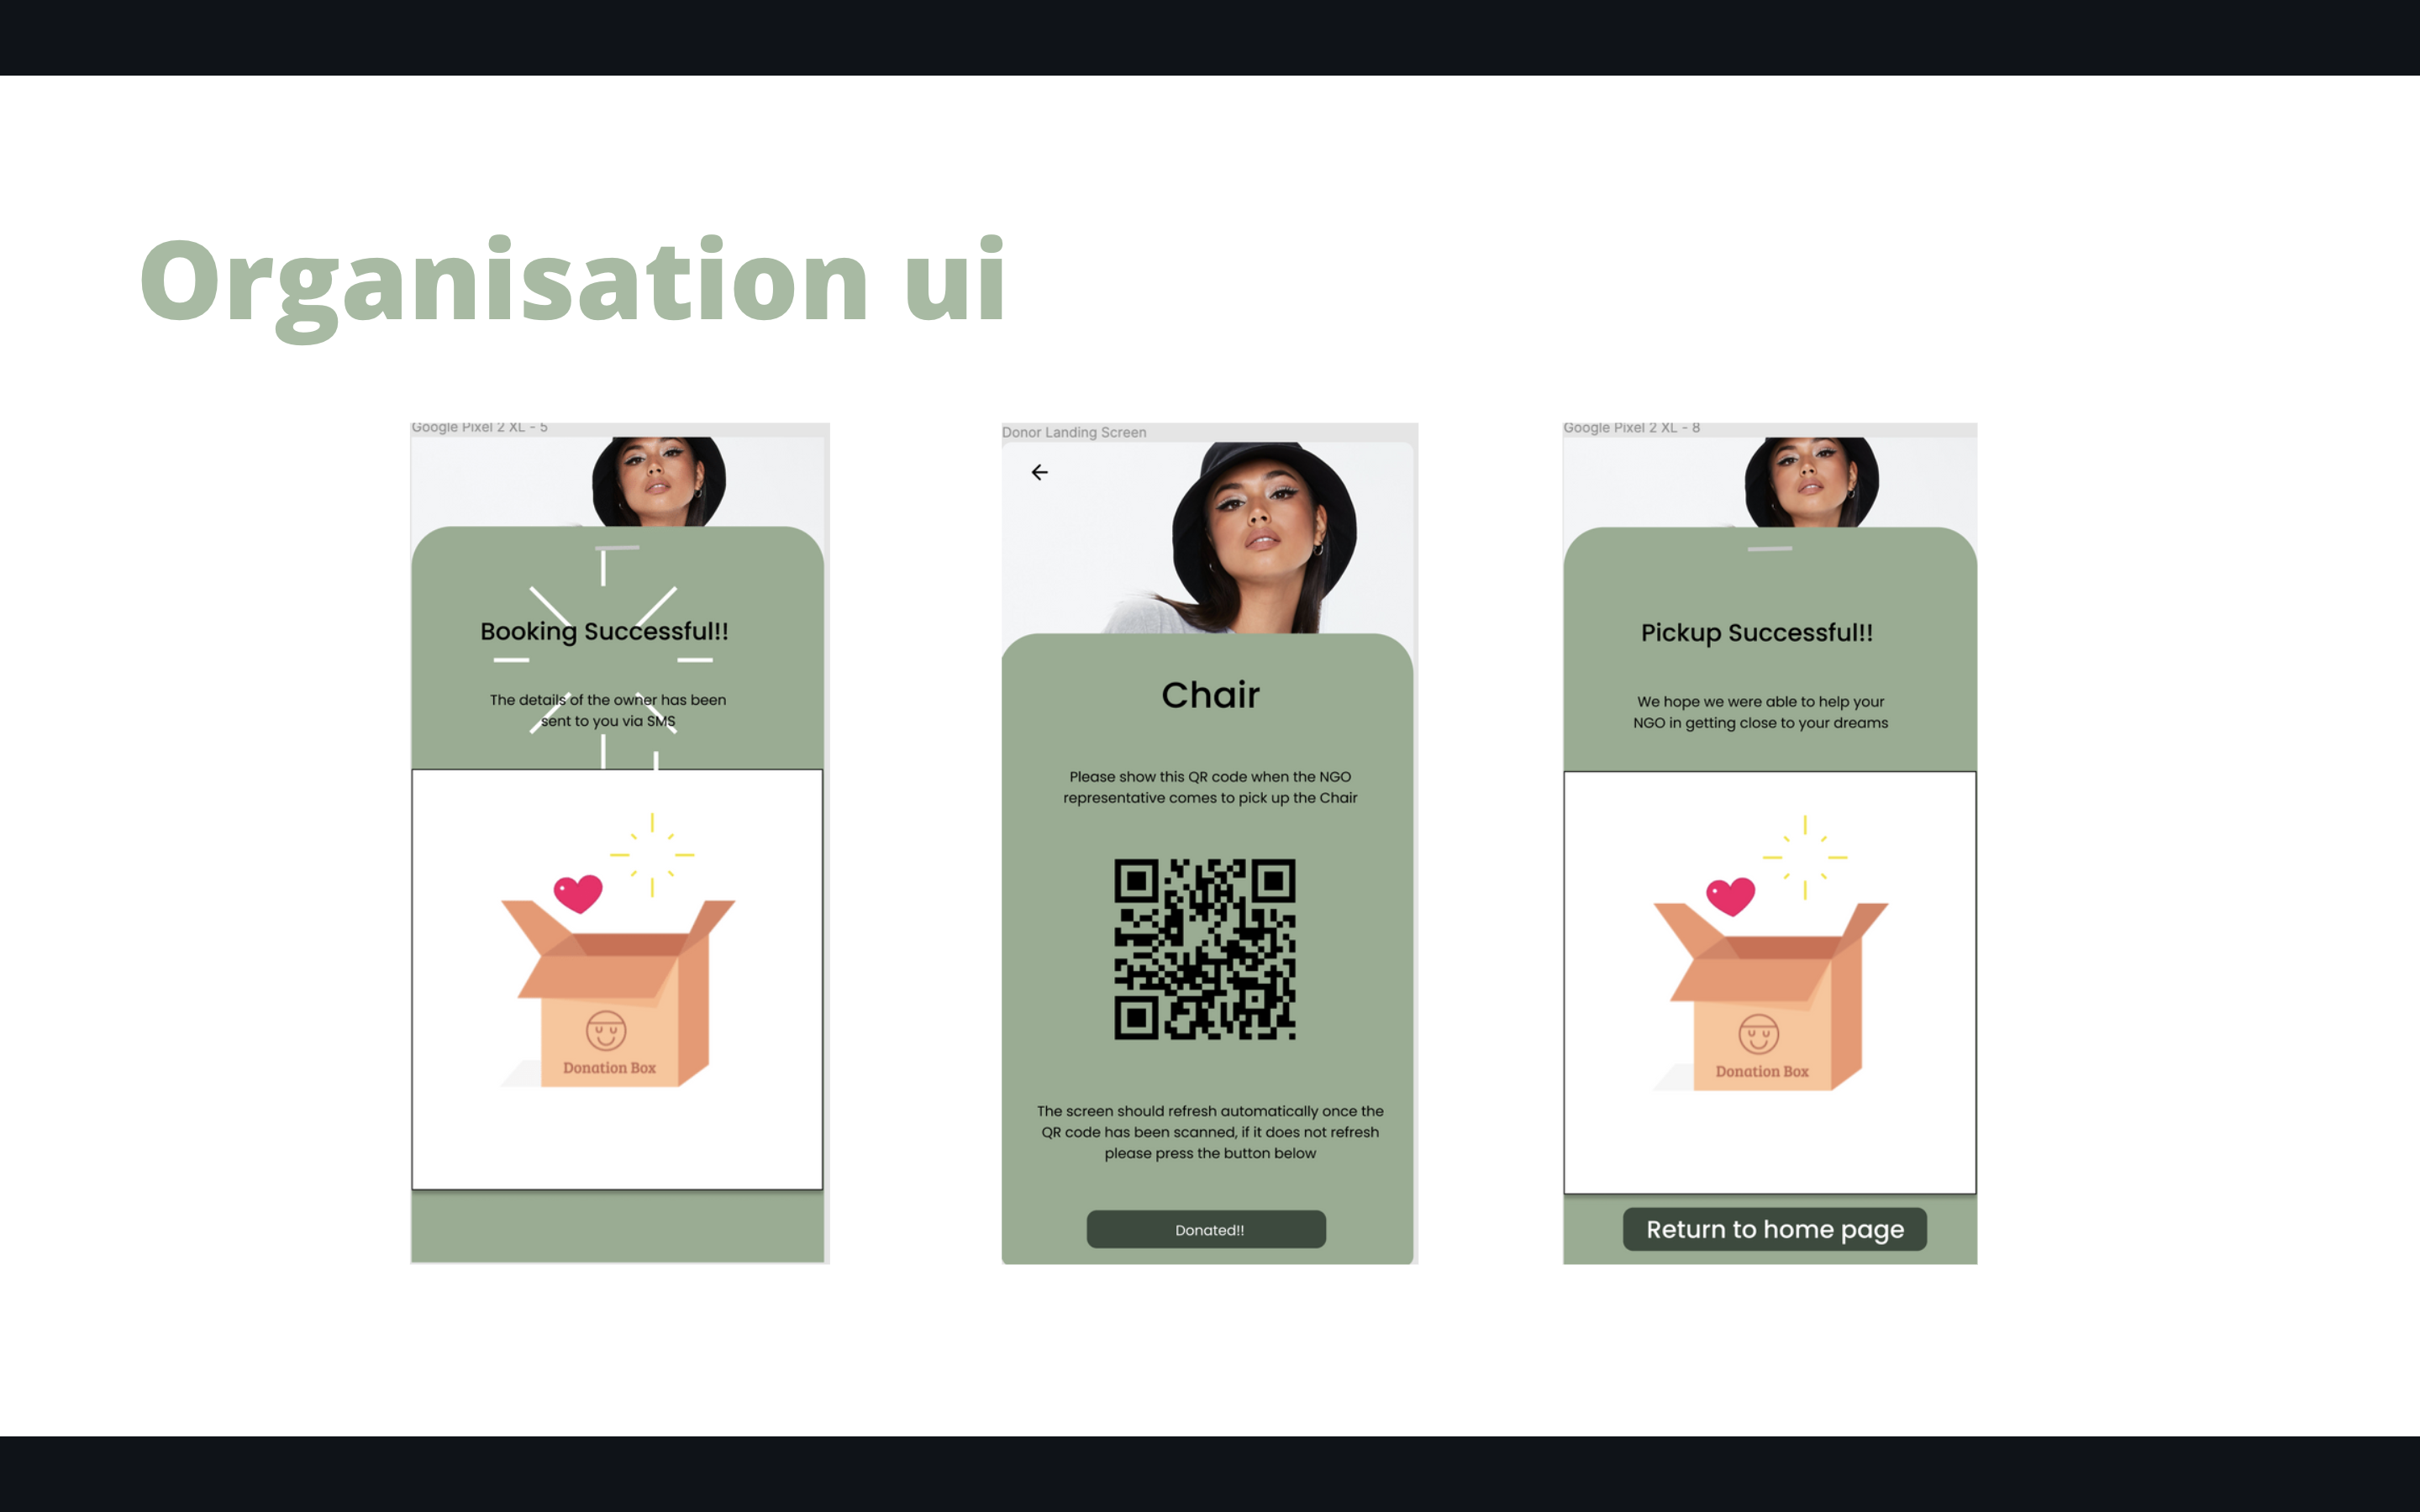 Organisation ui
Google Pixel 2 XL - 5
Booking Successful!!
The details of the owner has been
sent to you via SMS
Donation Box
Donor Landing Screen
Chair
Please show this QR code when the NGO
representative comes to pick up the Chair
The screen should refresh automatically once the
QR code has been scanned, if it does not refresh
please press the button below
Donated!!
Google Pixel 2 XL - 8
Pickup Successful!!
We hope we were able to help your
NGO in getting close to your dreams
Donation Box
Return to home page